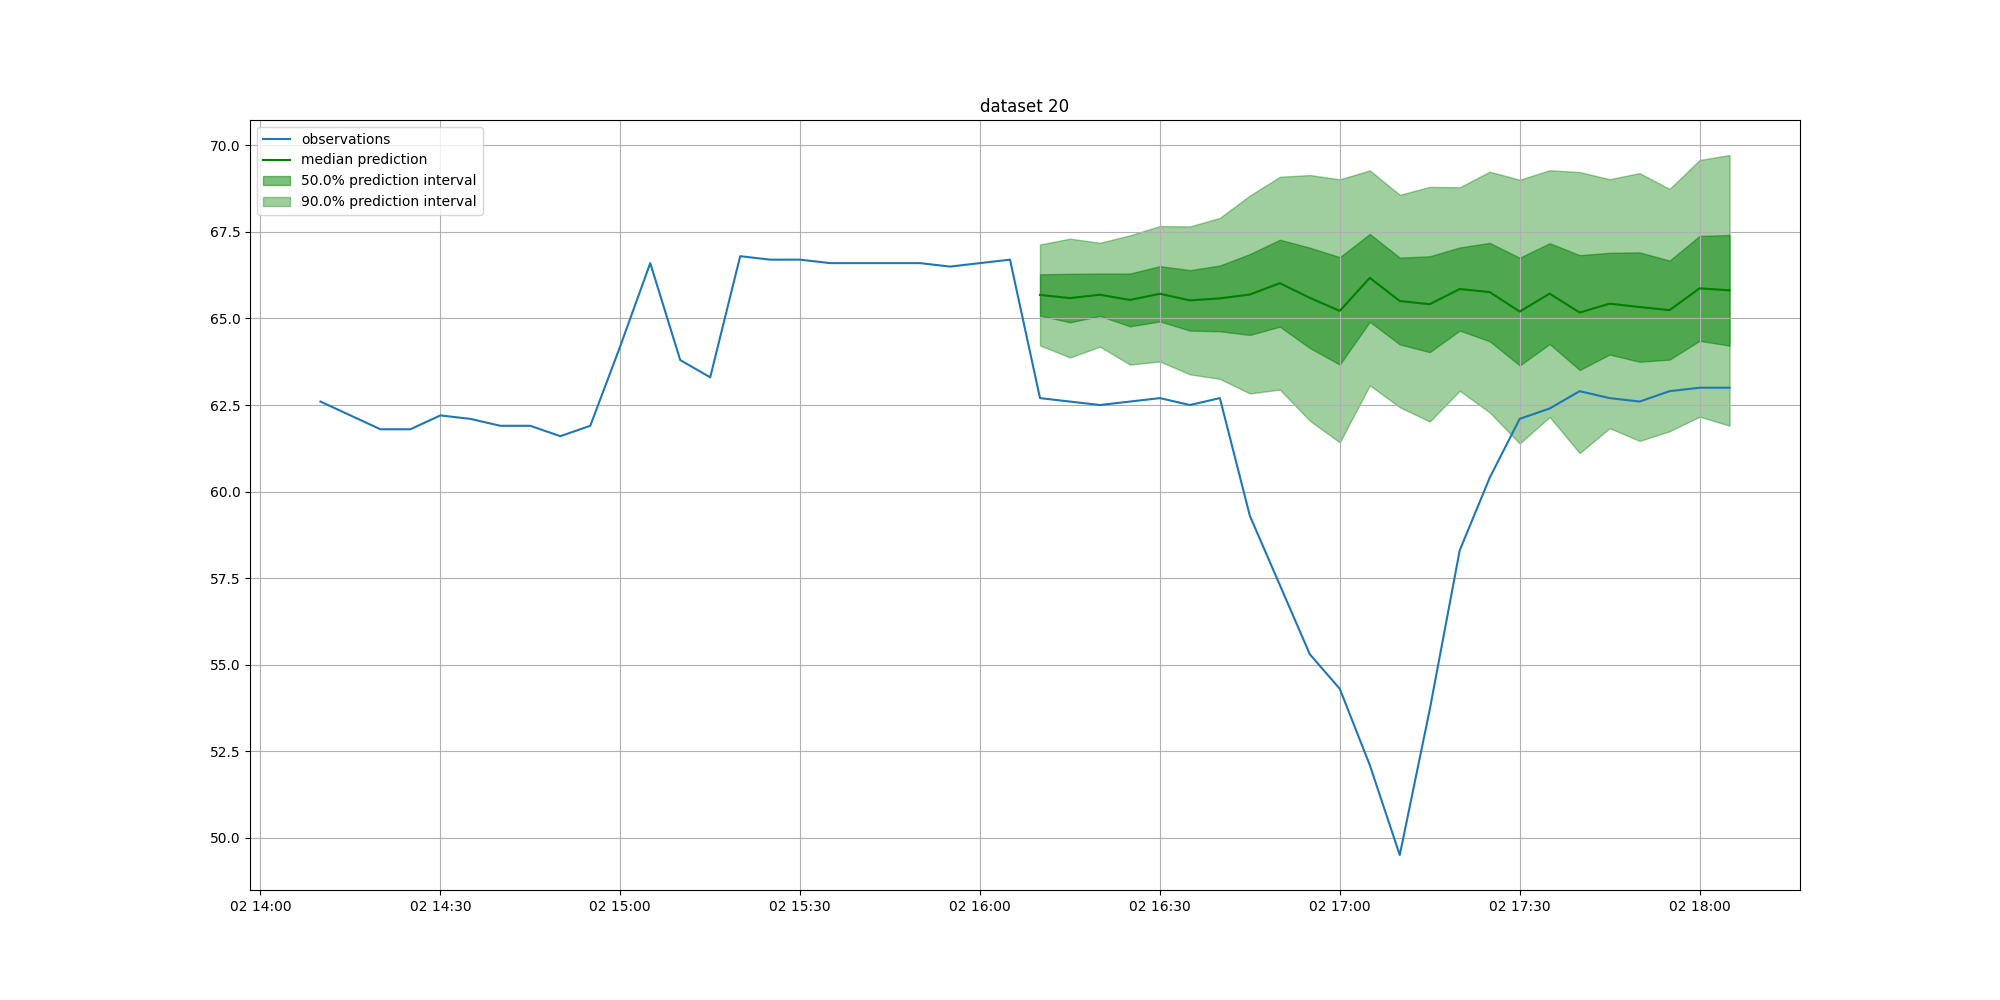 dataset 20
observations
median prediction
50.0% prediction interval
90.0% prediction interval
70.0
67.5
65.0
62.5
60.0
57.5
55.0
52.5
50.0
02 14:00 02 14:30 02 15:00 02 15:30 02 16:00 02 16:30 02 17:00 02 17:30 02 18:00